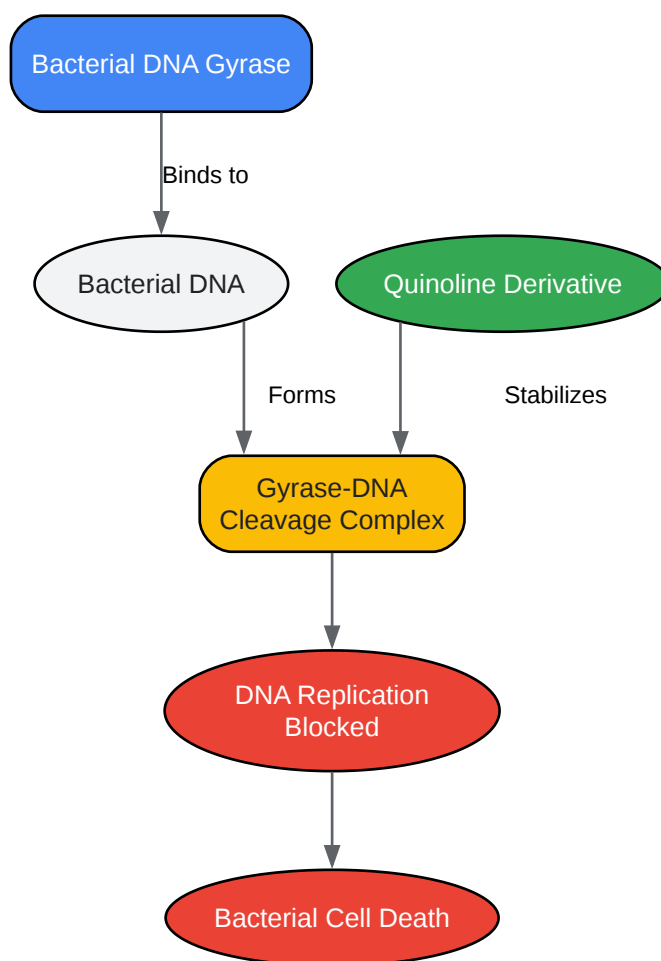 Bacterial DNA Gyrase
Binds to
Bacterial DNA
Quinoline Derivative
Forms
Stabilizes
Gyrase-DNA
Cleavage Complex
DNA Replication
Blocked
Bacterial Cell Death